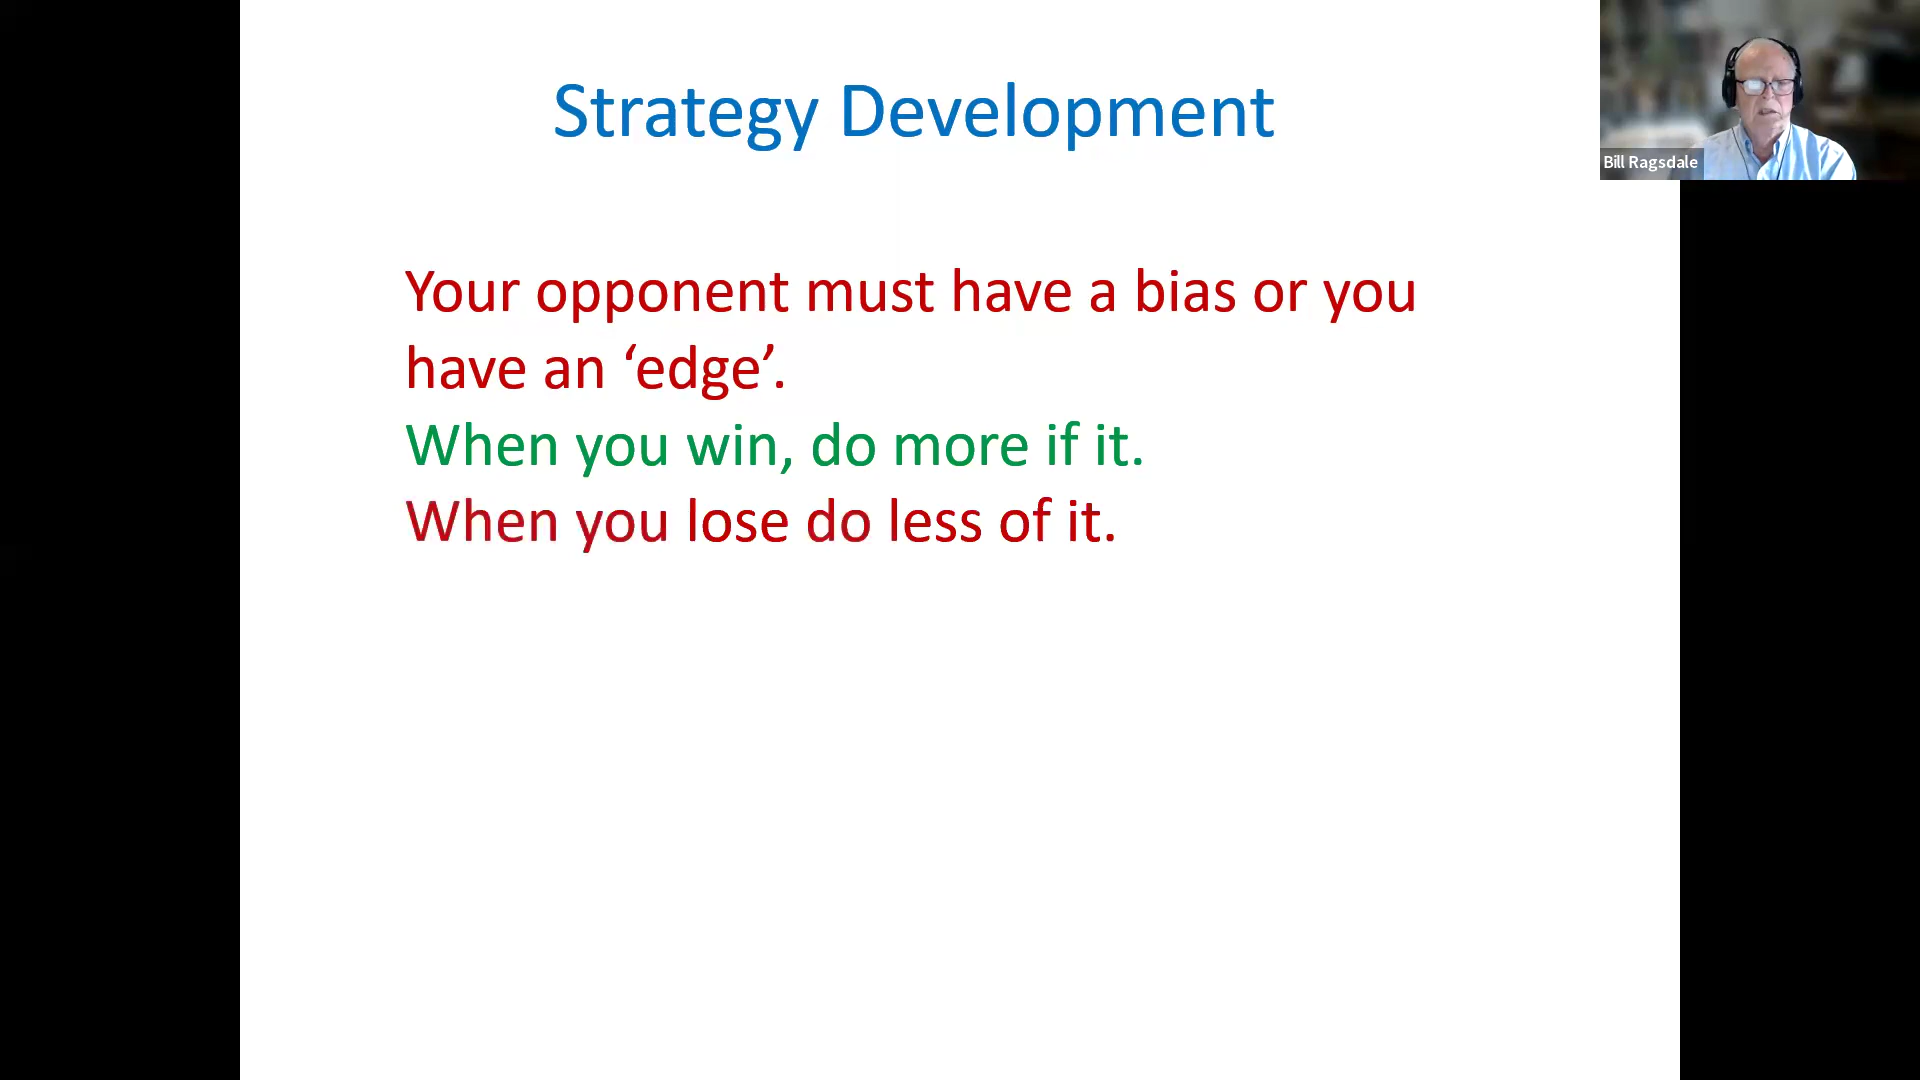 Strategy Development
Bill Ragsdale
Your opponent must have a bias or you
have an ‘edge’.
When you win, do more if it.
When you lose do less of it.